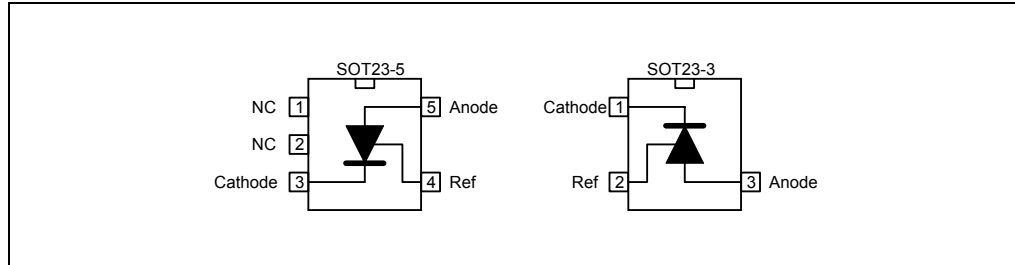 SOT23-5
NC 1
5 Anode
NC 2
Cathode 3
4 Ref
SOT23-3
Cathode 1
Ref 2
3 Anode